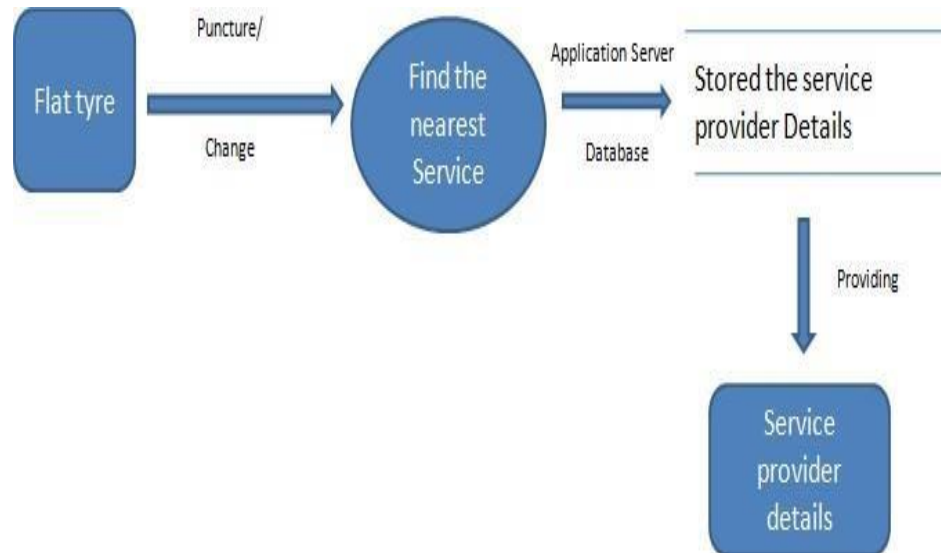 Flat tyre
Puncture/
Change
Find the
nearest
Service
Application Server
Database
Stored the service
provider Details
Providing
Service
provider
details